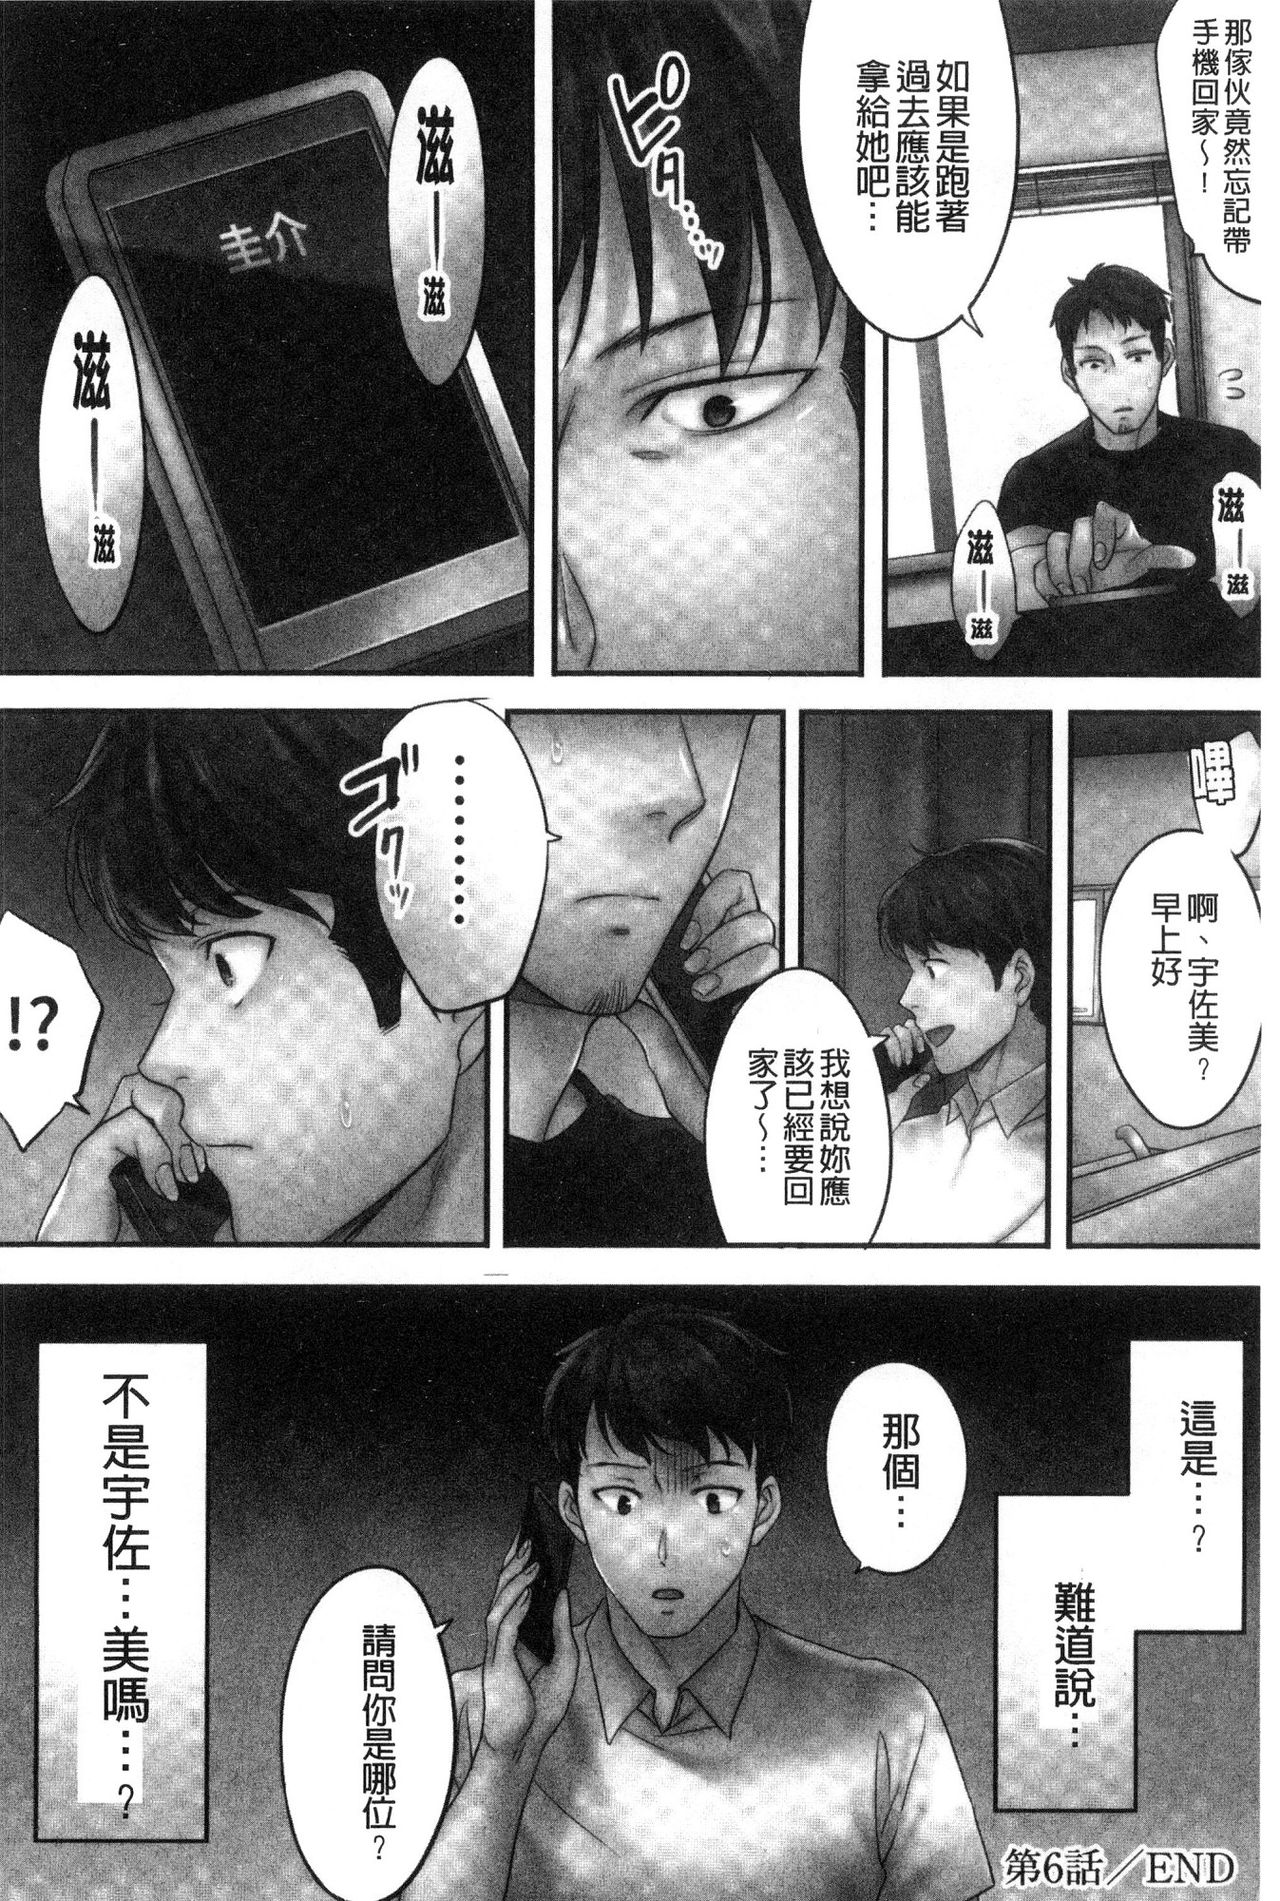 那傢伙竟然忘記帶
手機回家～！
滋——滋
滋——滋
如果是跑著
過去應該能
拿給她吧…
ピタ…ッ
滋——滋
圭介
滋——滋
嗶
啊、宇佐美？
早上好
我想說妳應
該已經要回
家了～…
………
ゴクッ
!?
這是…？
難道說…
那個…
請問你是哪位？
不是宇佐…美嗎…？
第6話／END